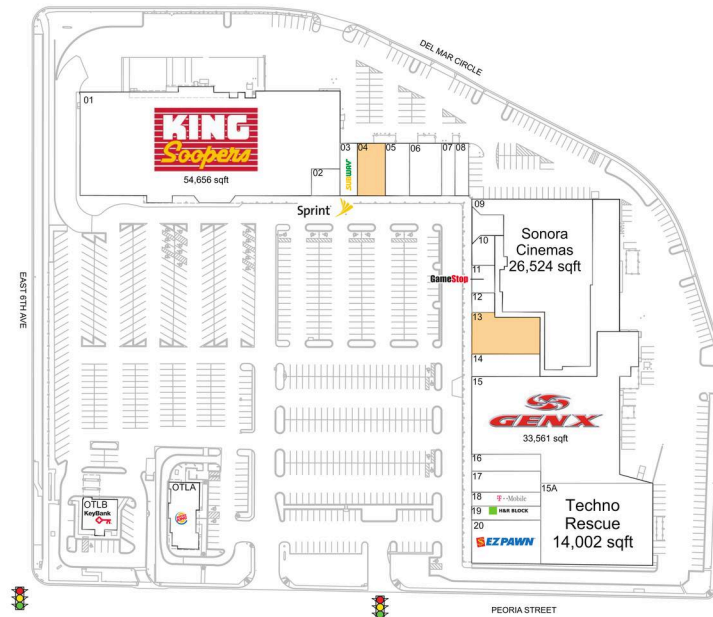 DEL MAR CIRCLE
01
KING
Soopers
54,656 sqft
02
03
SUBWAY
04
05
06
07
08
Sprint
09
Sonora
Cinemas
26,524 sqft
10
11
GameStop
12
13
14
15
GENX
33,561 sqft
EAST 6TH AVE
16
17
18
T··Mobile
19
H&R BLOCK
20
EZPAWN
15A
Techno
Rescue
14,002 sqft
OTLB
KeyBank
OTLA
PEORIA STREET